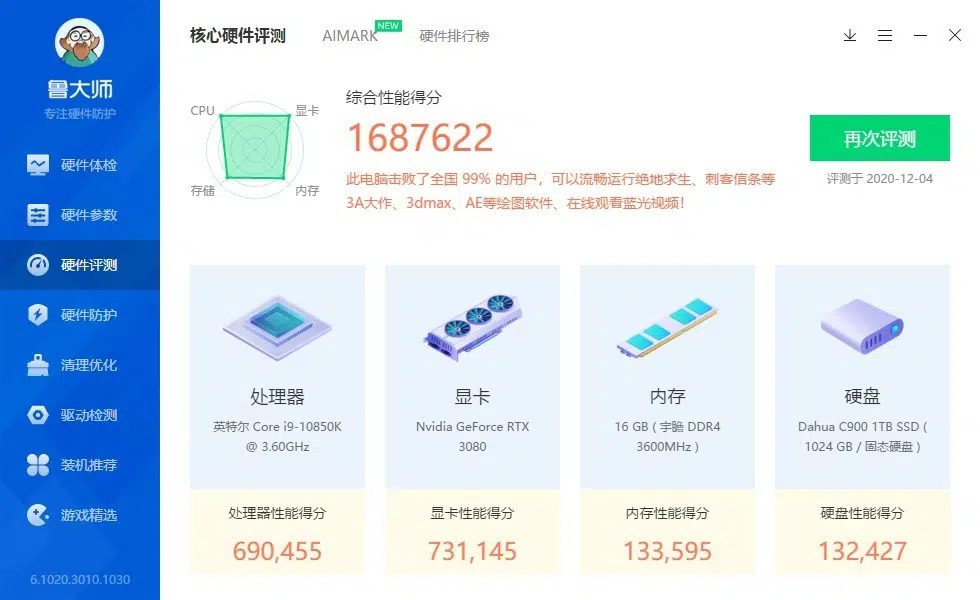 鲁大师
专注硬件防护
硬件体检
硬件参数
硬件评测
硬件防护
清理优化
驱动检测
装机推荐
游戏精选
6.1020.3010.1030
核心硬件评测
AIMARK
NEW
硬件排行榜
CPU
显卡
存储
内存
综合性能得分
1687622
此电脑击败了全国 99% 的用户，可以流畅运行绝地求生、刺客信条等
3A大作、3dmax、AE等绘图软件、在线观看蓝光视频！
再次评测
评测于 2020-12-04
处理器
英特尔 Core i9-10850K
@ 3.60GHz
处理器性能得分
690,455
显卡
Nvidia GeForce RTX
3080
显卡性能得分
731,145
内存
16 GB ( 宇瞻 DDR4
3600MHz )
内存性能得分
133,595
硬盘
Dahua C900 1TB SSD (
1024 GB / 固态硬盘 )
硬盘性能得分
132,427